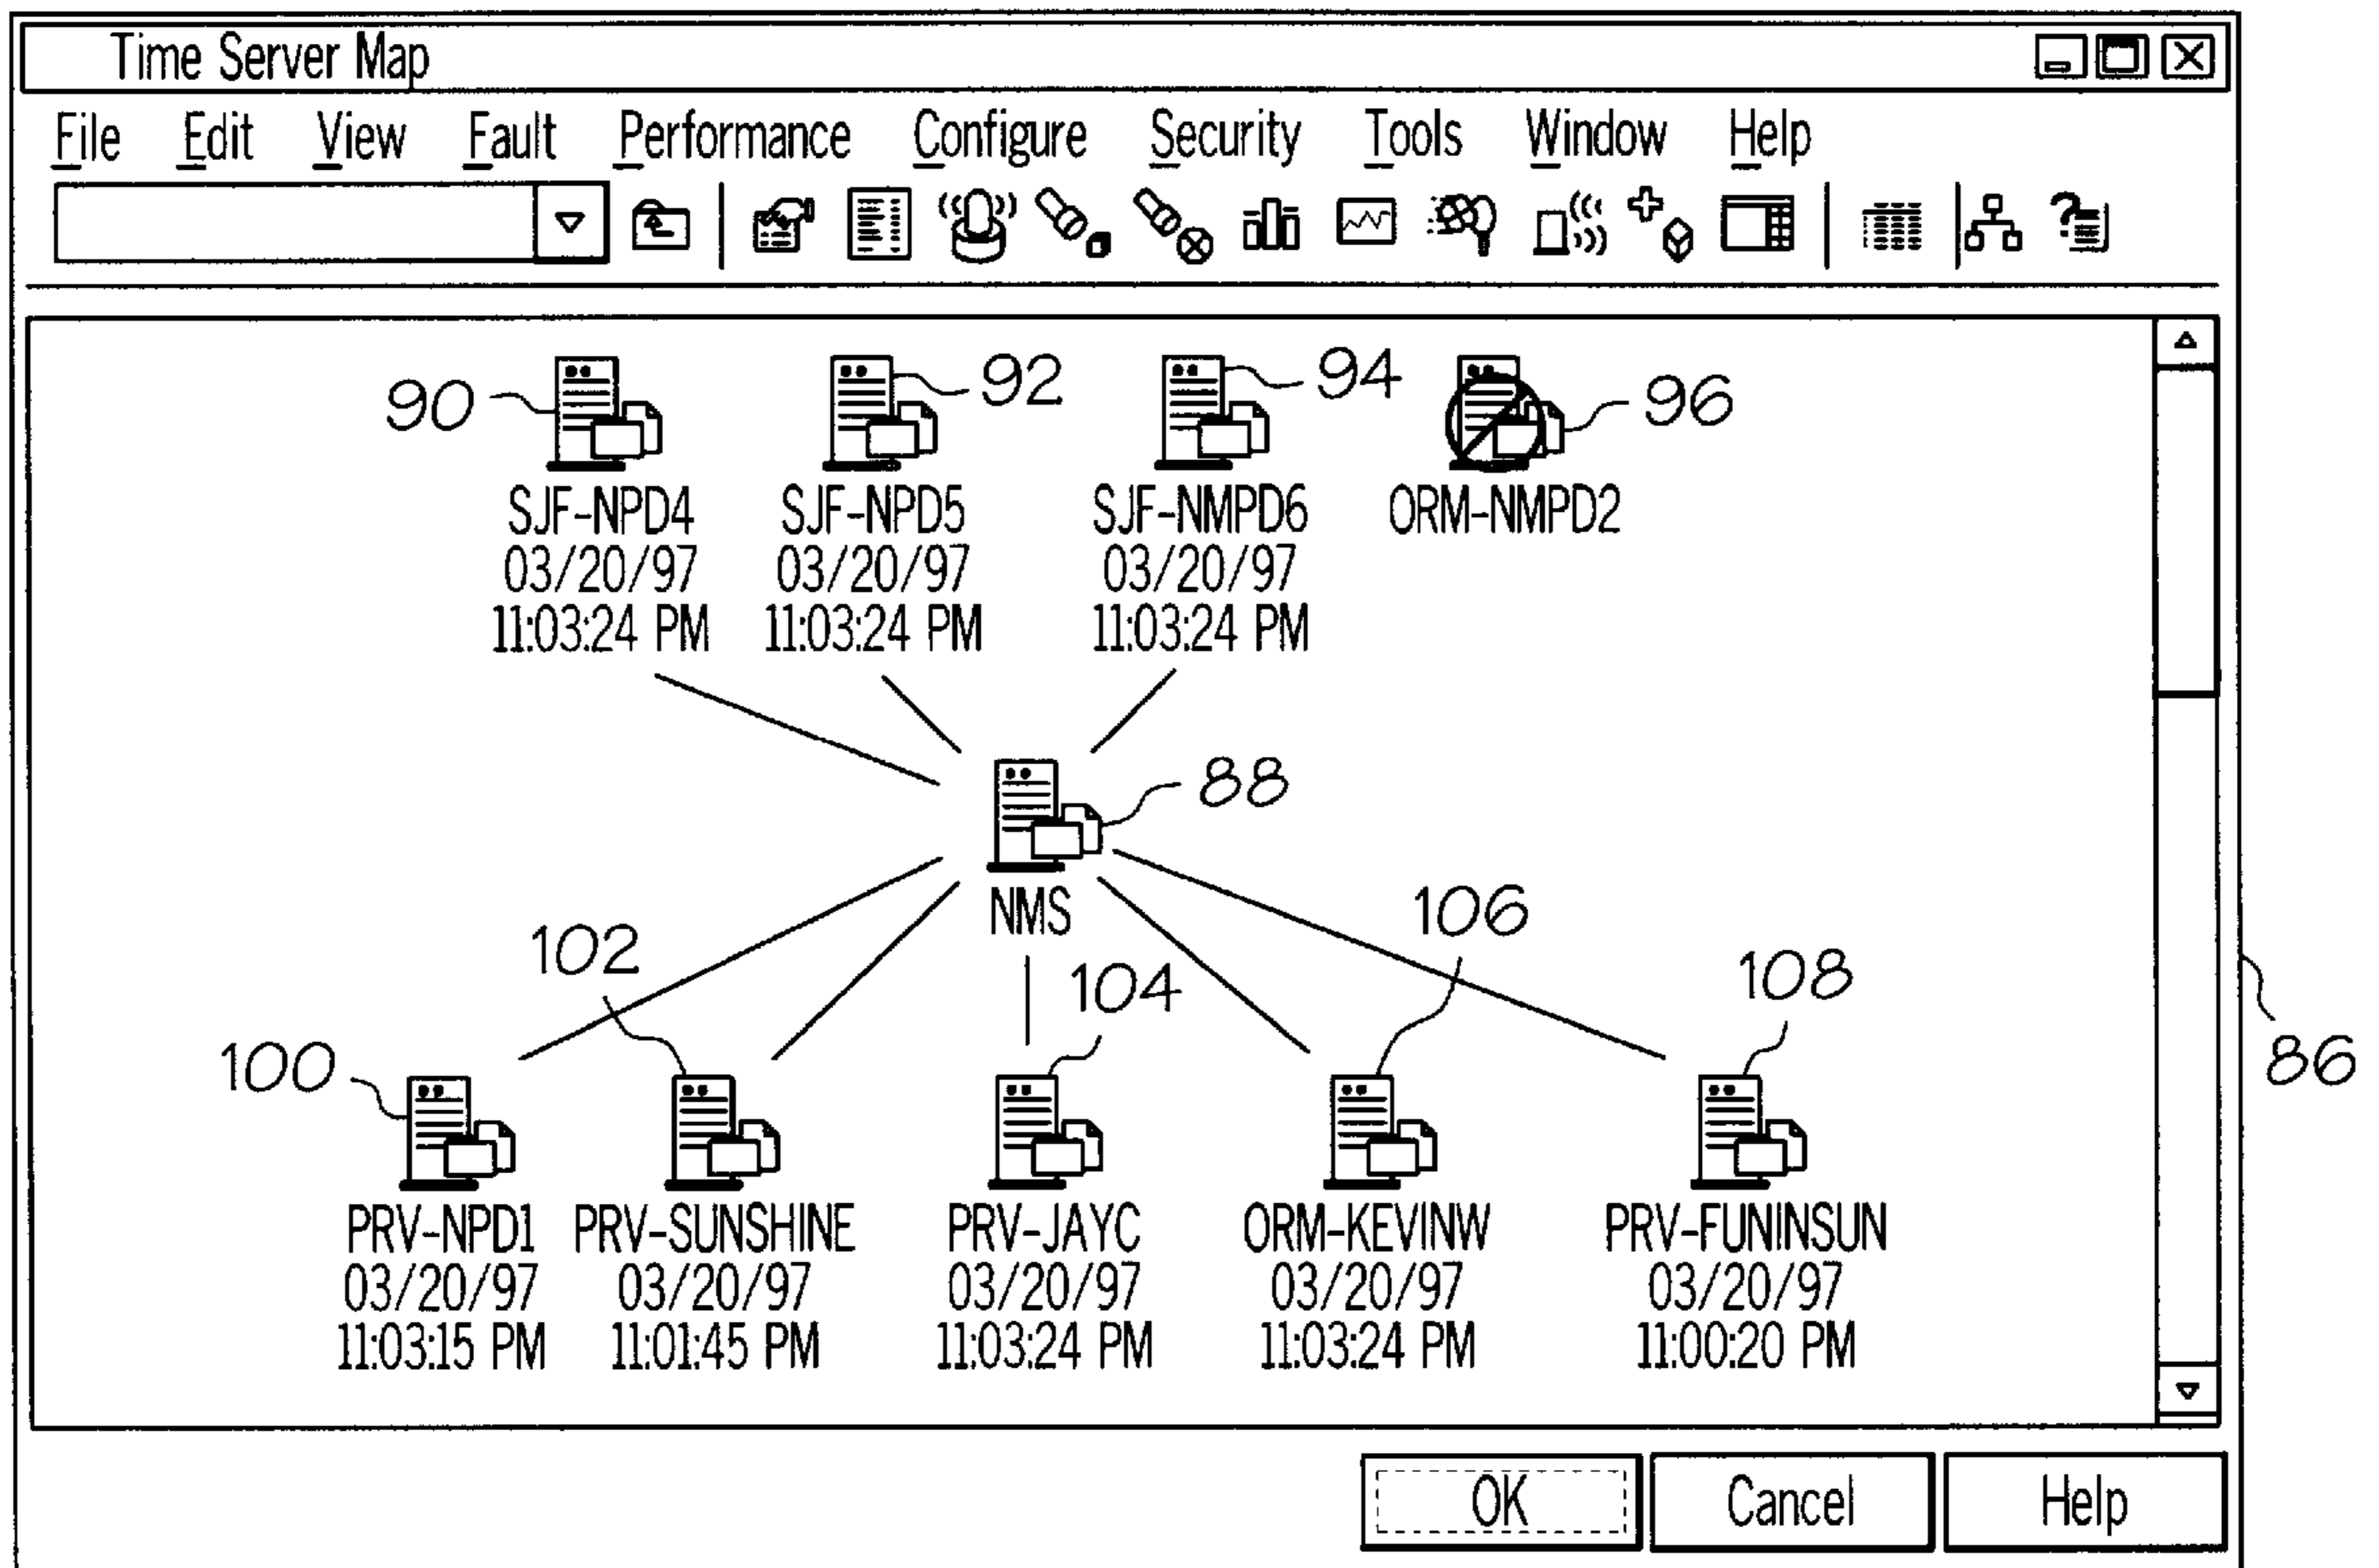 Time Server Map
File Edit View Fault Performance Configure Security Tools Window Help
90 92 94 96
SJF-NPD4 SJF-NPD5 SJF-NMPD6 ORM-NMPD2
03/20/97 03/20/97 03/20/97
11:03:24 PM 11:03:24 PM 11:03:24 PM
88
NMS
102 104 106 108
100 86
PRV-NPD1 PRV-SUNSHINE PRV-JAYC ORM-KEVINW PRV-FUNINSUN
03/20/97 03/20/97 03/20/97 03/20/97 03/20/97
11:03:15 PM 11:01:45 PM 11:03:24 PM 11:03:24 PM 11:00:20 PM
OK Cancel Help